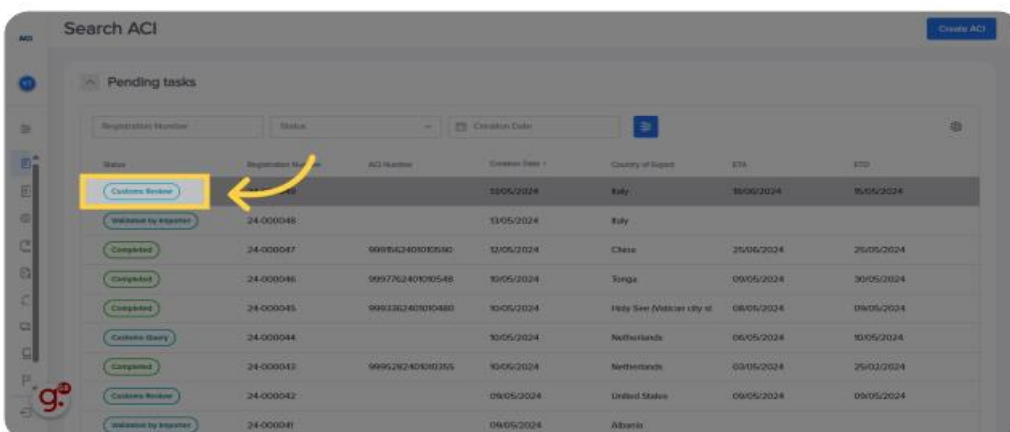 ACI
Search ACI
Create ACI
Pending tasks
Registration Number Status Creation Date
Status Registration ACI Number Creation Date Country of Export ETA ETD
Customs Review 13/05/2024 Italy 18/06/2024 15/05/2024
Validated by Importer 24-000048 13/05/2024 Italy
Completed 24-000047 12/05/2024 China 25/06/2024 25/05/2024
Completed 24-000046 9997762401010548 10/05/2024 Tonga 09/05/2024 30/05/2024
Completed 24-000045 9993362401010480 10/05/2024 Holy See (Vatican city st 08/05/2024 09/05/2024
Customs Query 24-000044 10/05/2024 Netherlands 06/05/2024 10/05/2024
Completed 24-000043 9995282401010355 10/05/2024 Netherlands 03/05/2024 25/02/2024
Customs Review 24-000042 09/05/2024 United States 09/05/2024 09/05/2024
Validated by Importer 24-000041 09/05/2024 Albania
g.